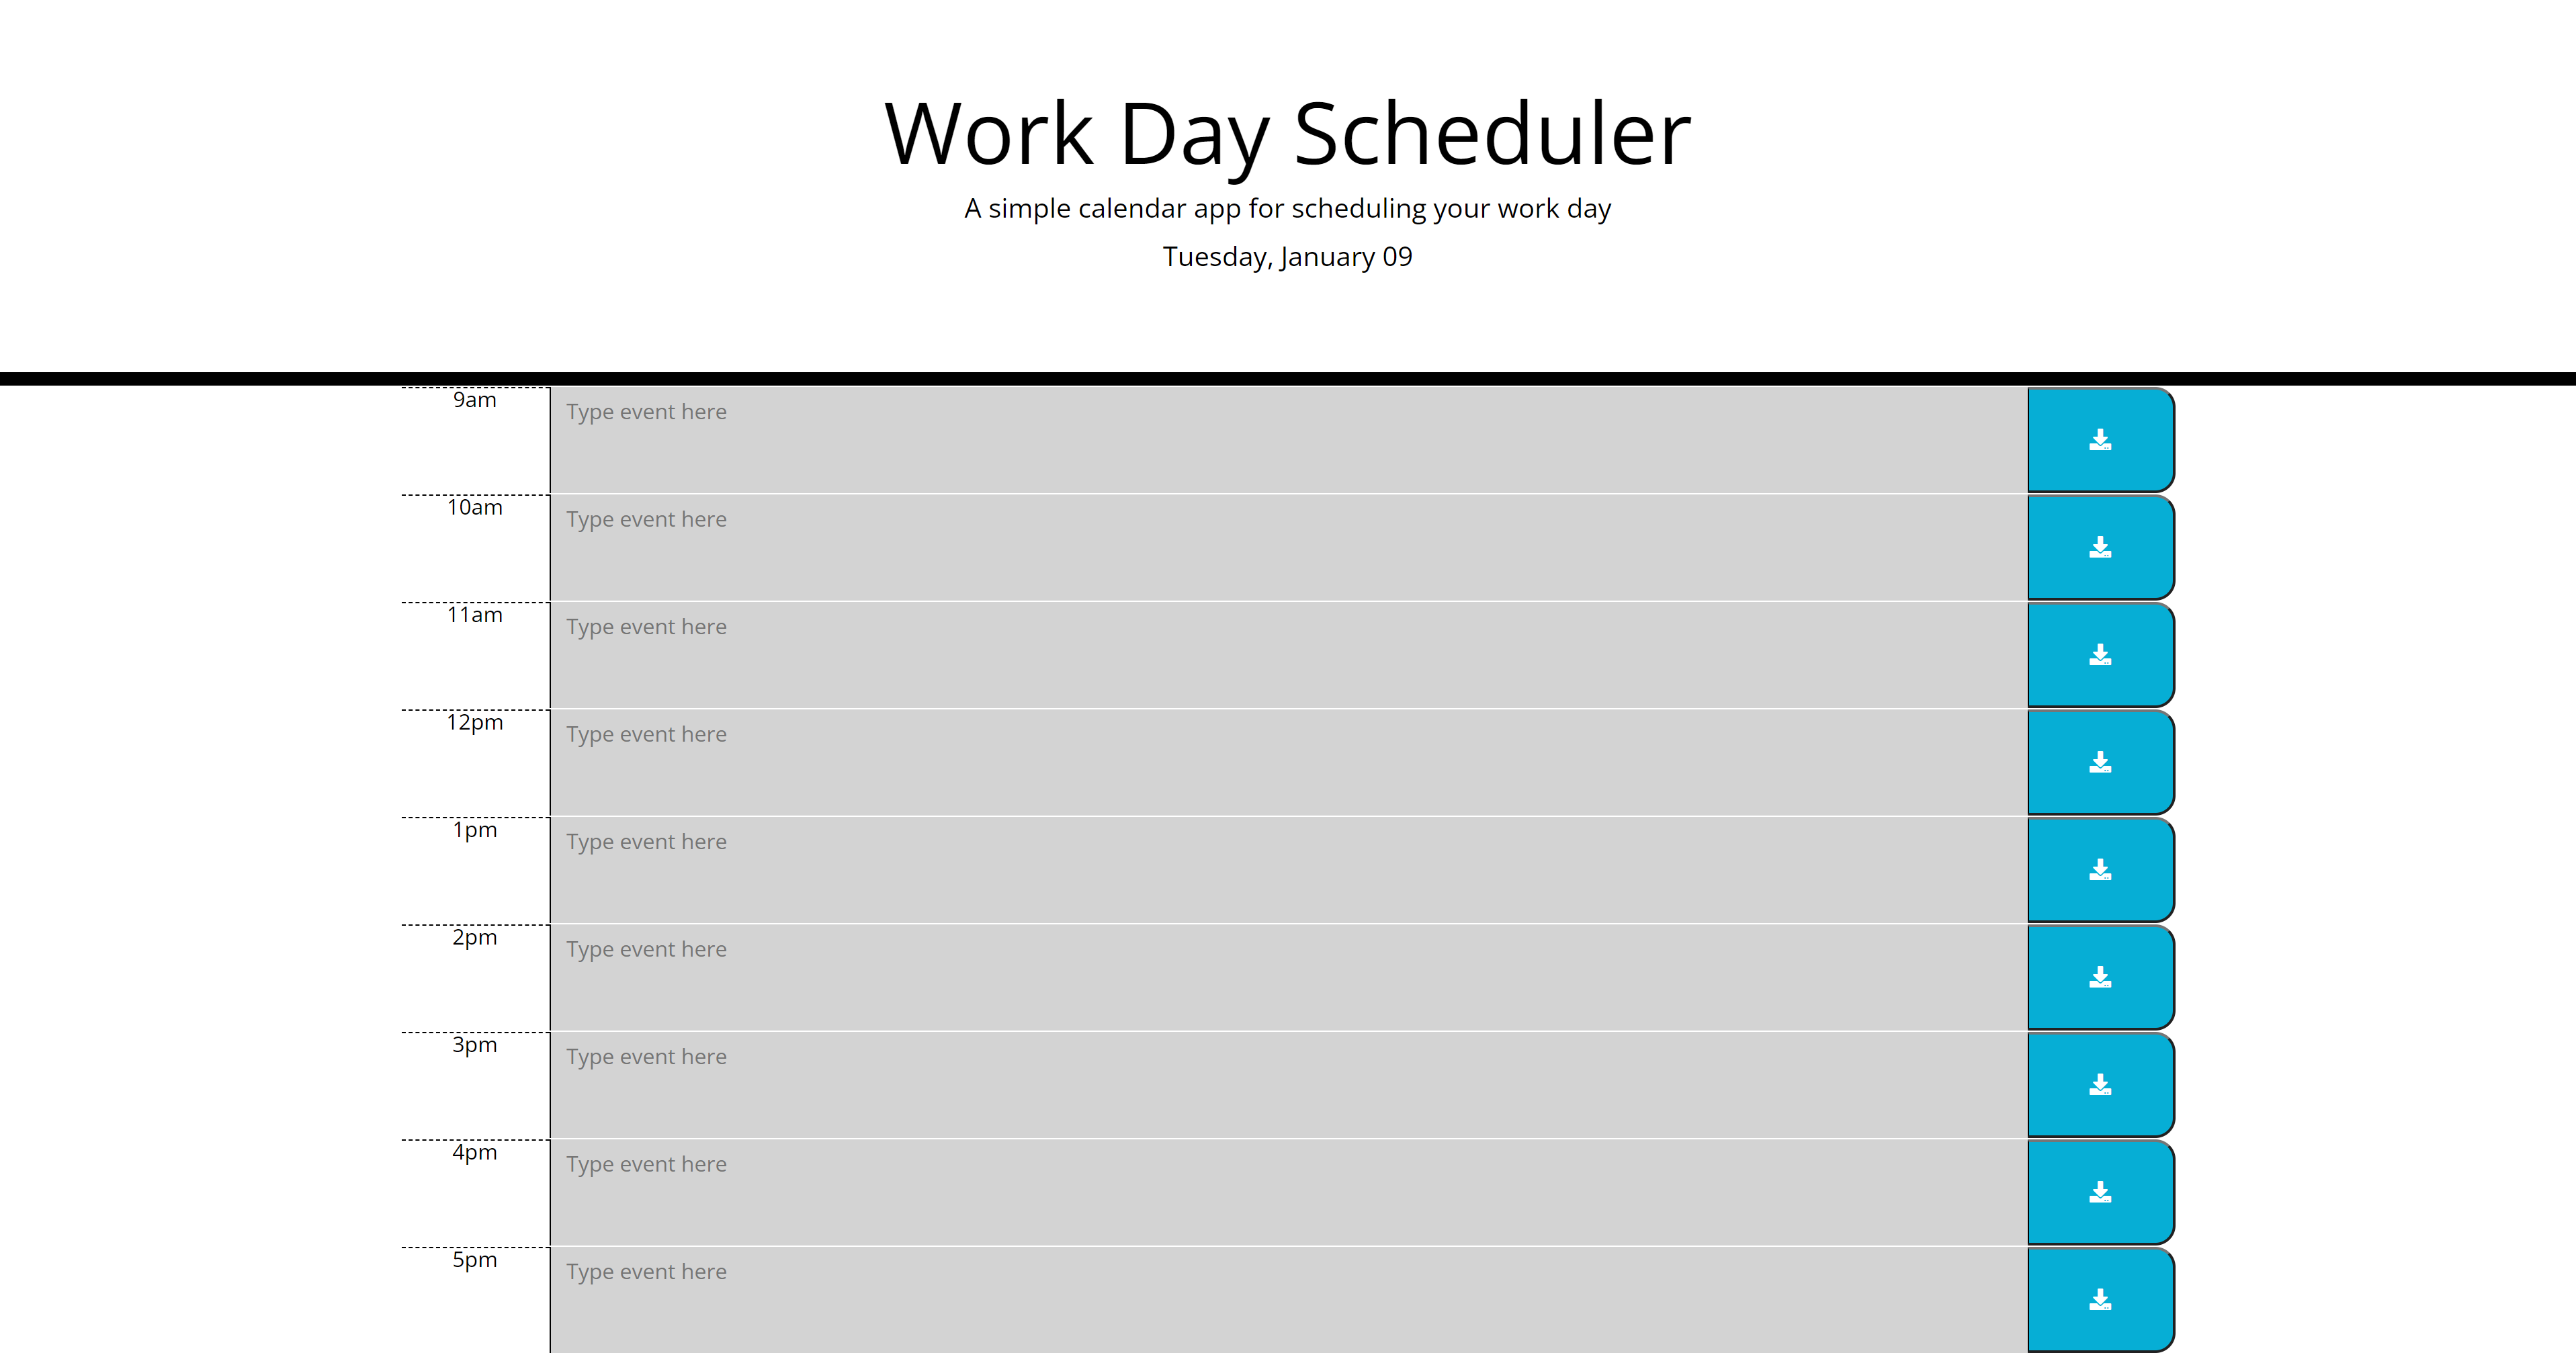 Work Day Scheduler
A simple calendar app for scheduling your work day
Tuesday, January 09
9am
Type event here
10am
Type event here
11am
Type event here
12pm
Type event here
1pm
Type event here
2pm
Type event here
3pm
Type event here
4pm
Type event here
5pm
Type event here